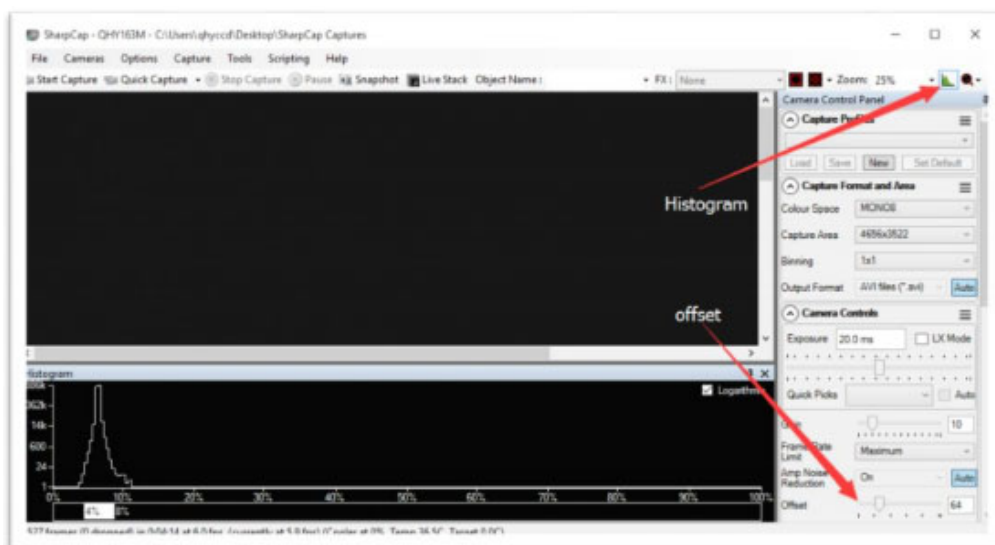 SharpCap - QHY163M - C:\Users\qhyccd\Desktop\SharpCap Captures
File Cameras Options Capture Tools Scripting Help
Start Capture Quick Capture Stop Capture Pause Snapshot Live Stack Object Name: FX: None Zoom: 25%
Camera Control Panel
Capture Profiles
Load Save New Set Default
Histogram
Capture Format and Area
Colour Space MONO8
Capture Area 4656x3522
Binning 1x1
Output Format AVI files (*.avi) Auto
offset
Camera Controls
Exposure 20.0 ms LX Mode
Quick Picks Auto
Histogram
Logarithmic
14k
600
24
1
0% 10% 20% 30% 40% 50% 60% 70% 80% 90% 100%
4% 8%
10
Frame Rate Limit Maximum
Amp Noise Reduction On Auto
Offset 64